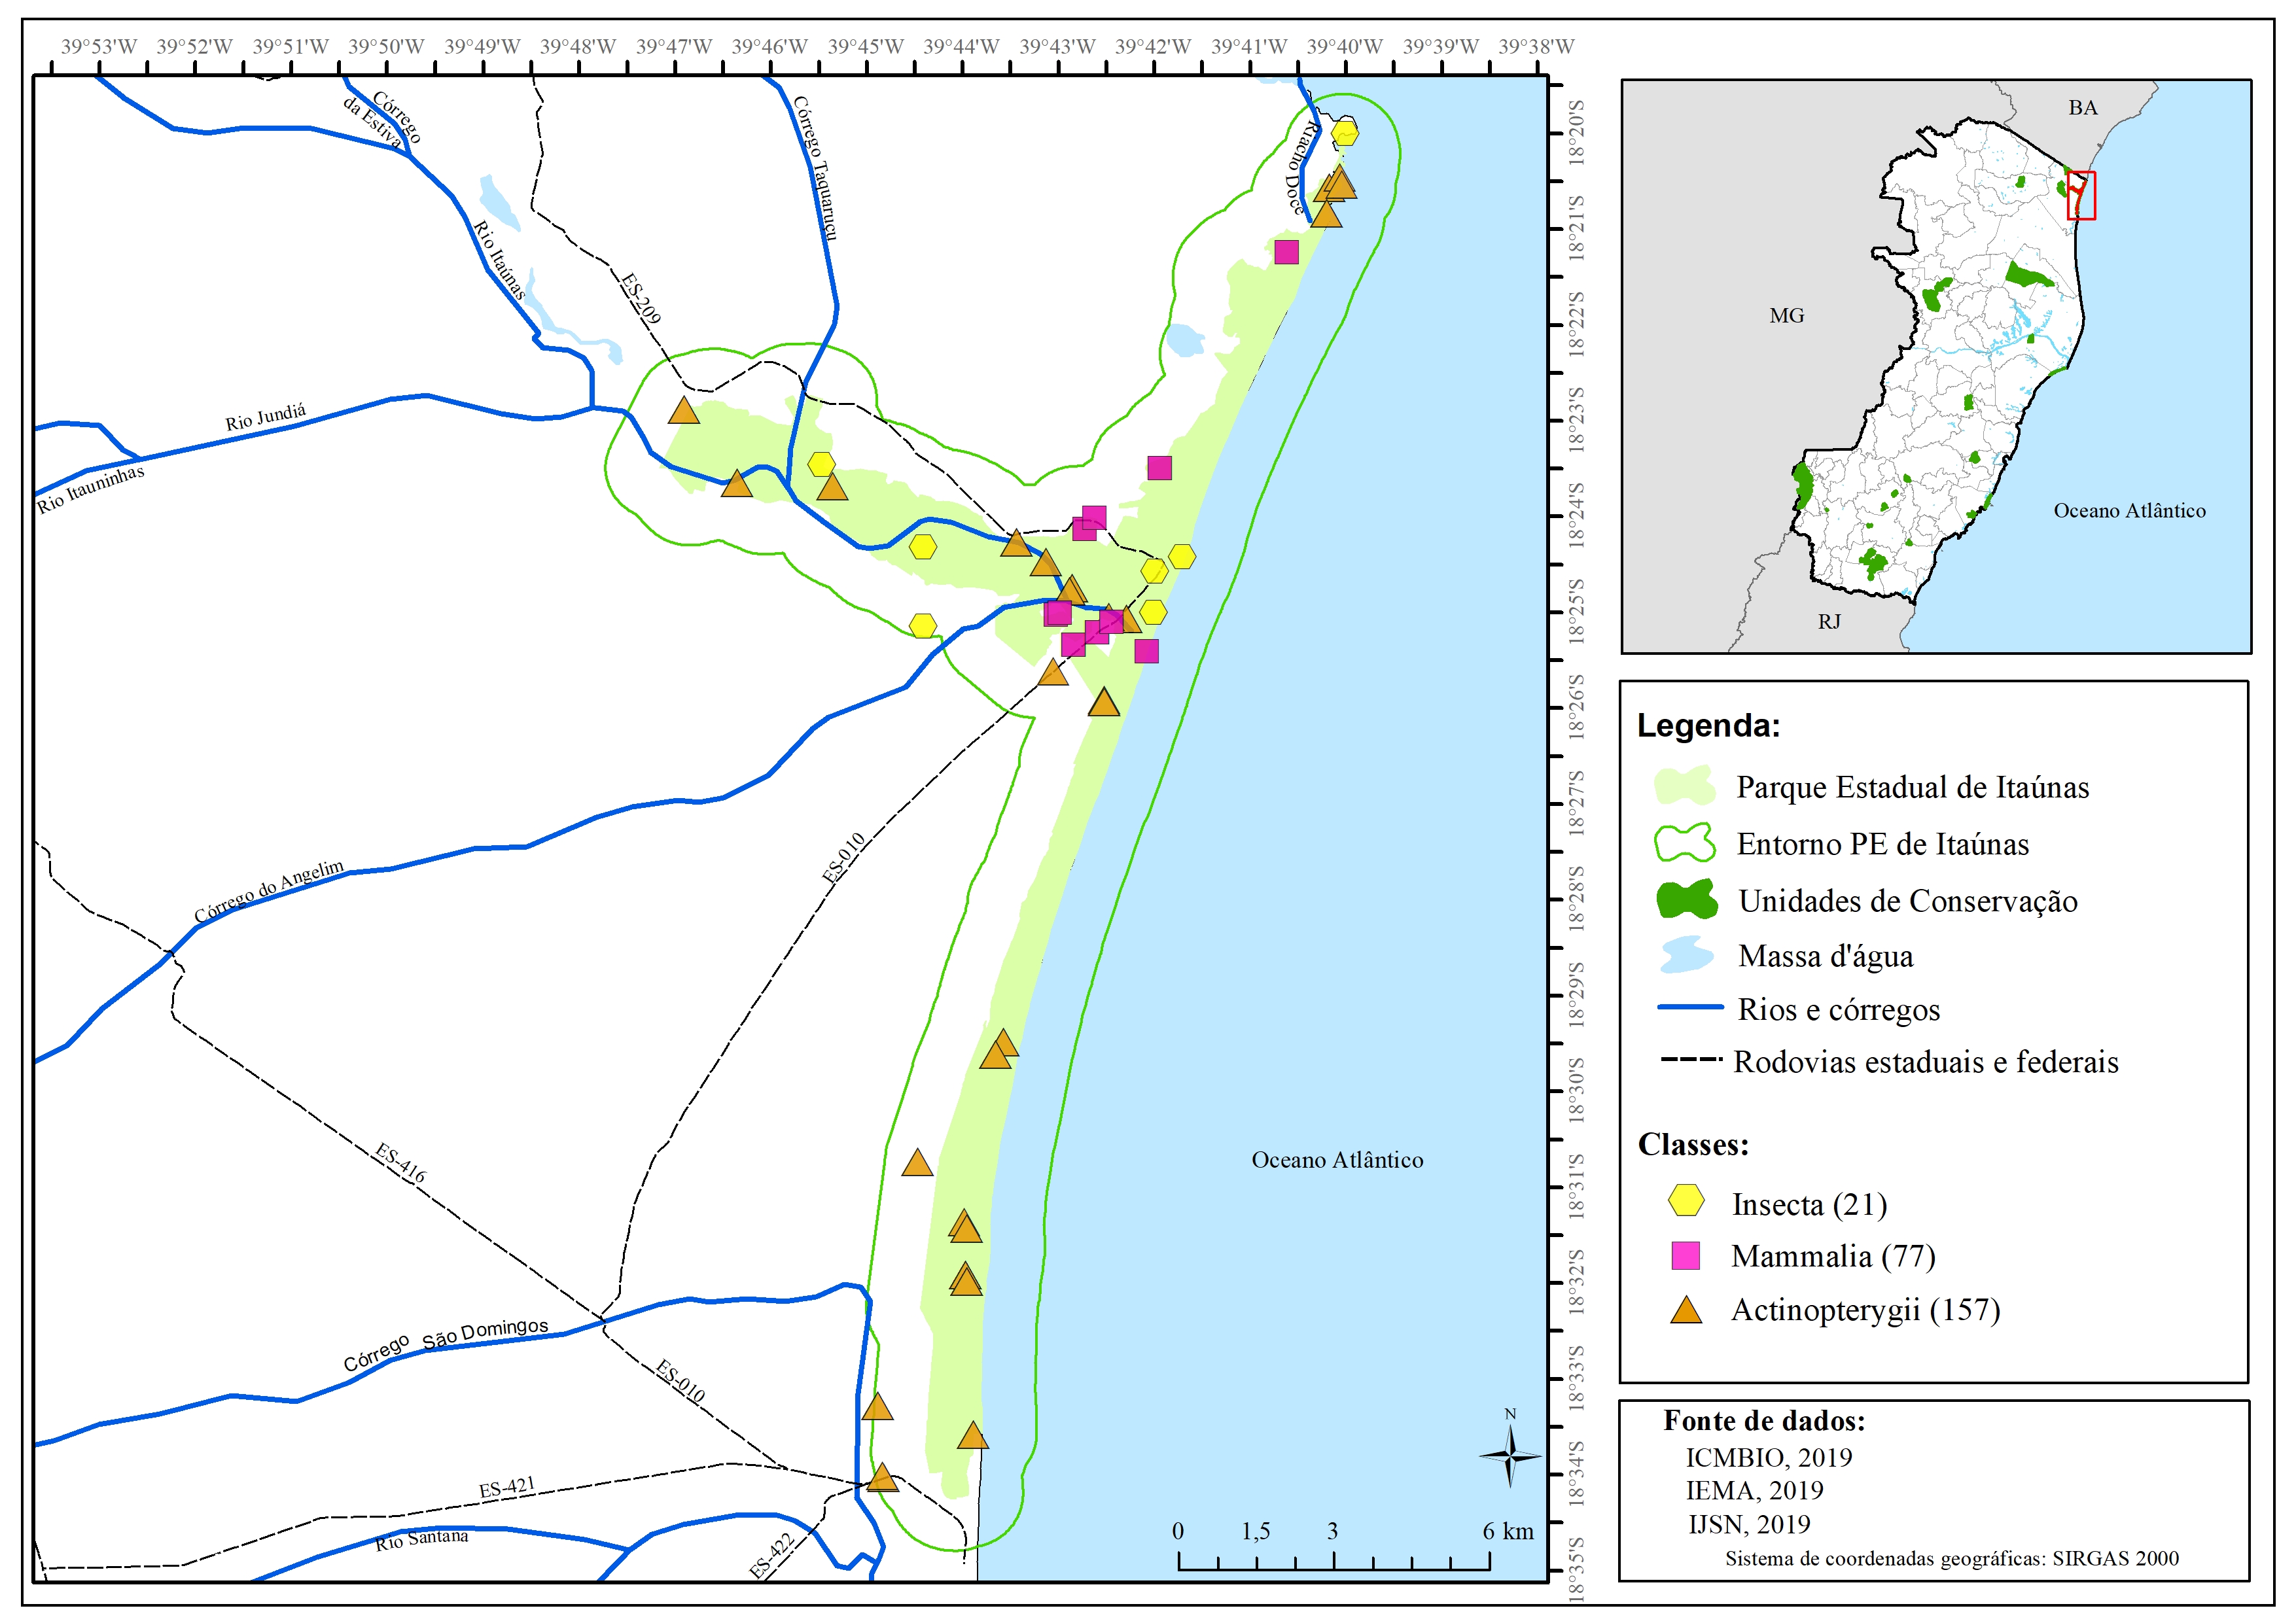 39°53'W 39°52'W 39°51'W 39°50'W 39°49'W 39°48'W 39°47'W 39°46'W 39°45'W 39°44'W 39°43'W 39°42'W 39°41'W 39°40'W 39°39'W 39°38'W
18°20'S
18°21'S
18°22'S
18°23'S
18°24'S
18°25'S
18°26'S
18°27'S
18°28'S
18°29'S
18°30'S
18°31'S
18°32'S
18°33'S
18°34'S
18°35'S
Córrego
da Estiva
Córrego Taquaruçu
Riacho Doce
Rio Itaúnas
ES-209
Rio Jundiá
Rio Itauninhas
ES-010
Córrego do Angelim
ES-416
Oceano Atlântico
Córrego São Domingos
ES-010
ES-421
Rio Santana
ES-422
N
0 1,5 3 6 km
BA
MG
Oceano Atlântico
RJ
Legenda:
Parque Estadual de Itaúnas
Entorno PE de Itaúnas
Unidades de Conservação
Massa d'água
Rios e córregos
Rodovias estaduais e federais
Classes:
Insecta (21)
Mammalia (77)
Actinopterygii (157)
Fonte de dados:
ICMBIO, 2019
IEMA, 2019
IJSN, 2019
Sistema de coordenadas geográficas: SIRGAS 2000